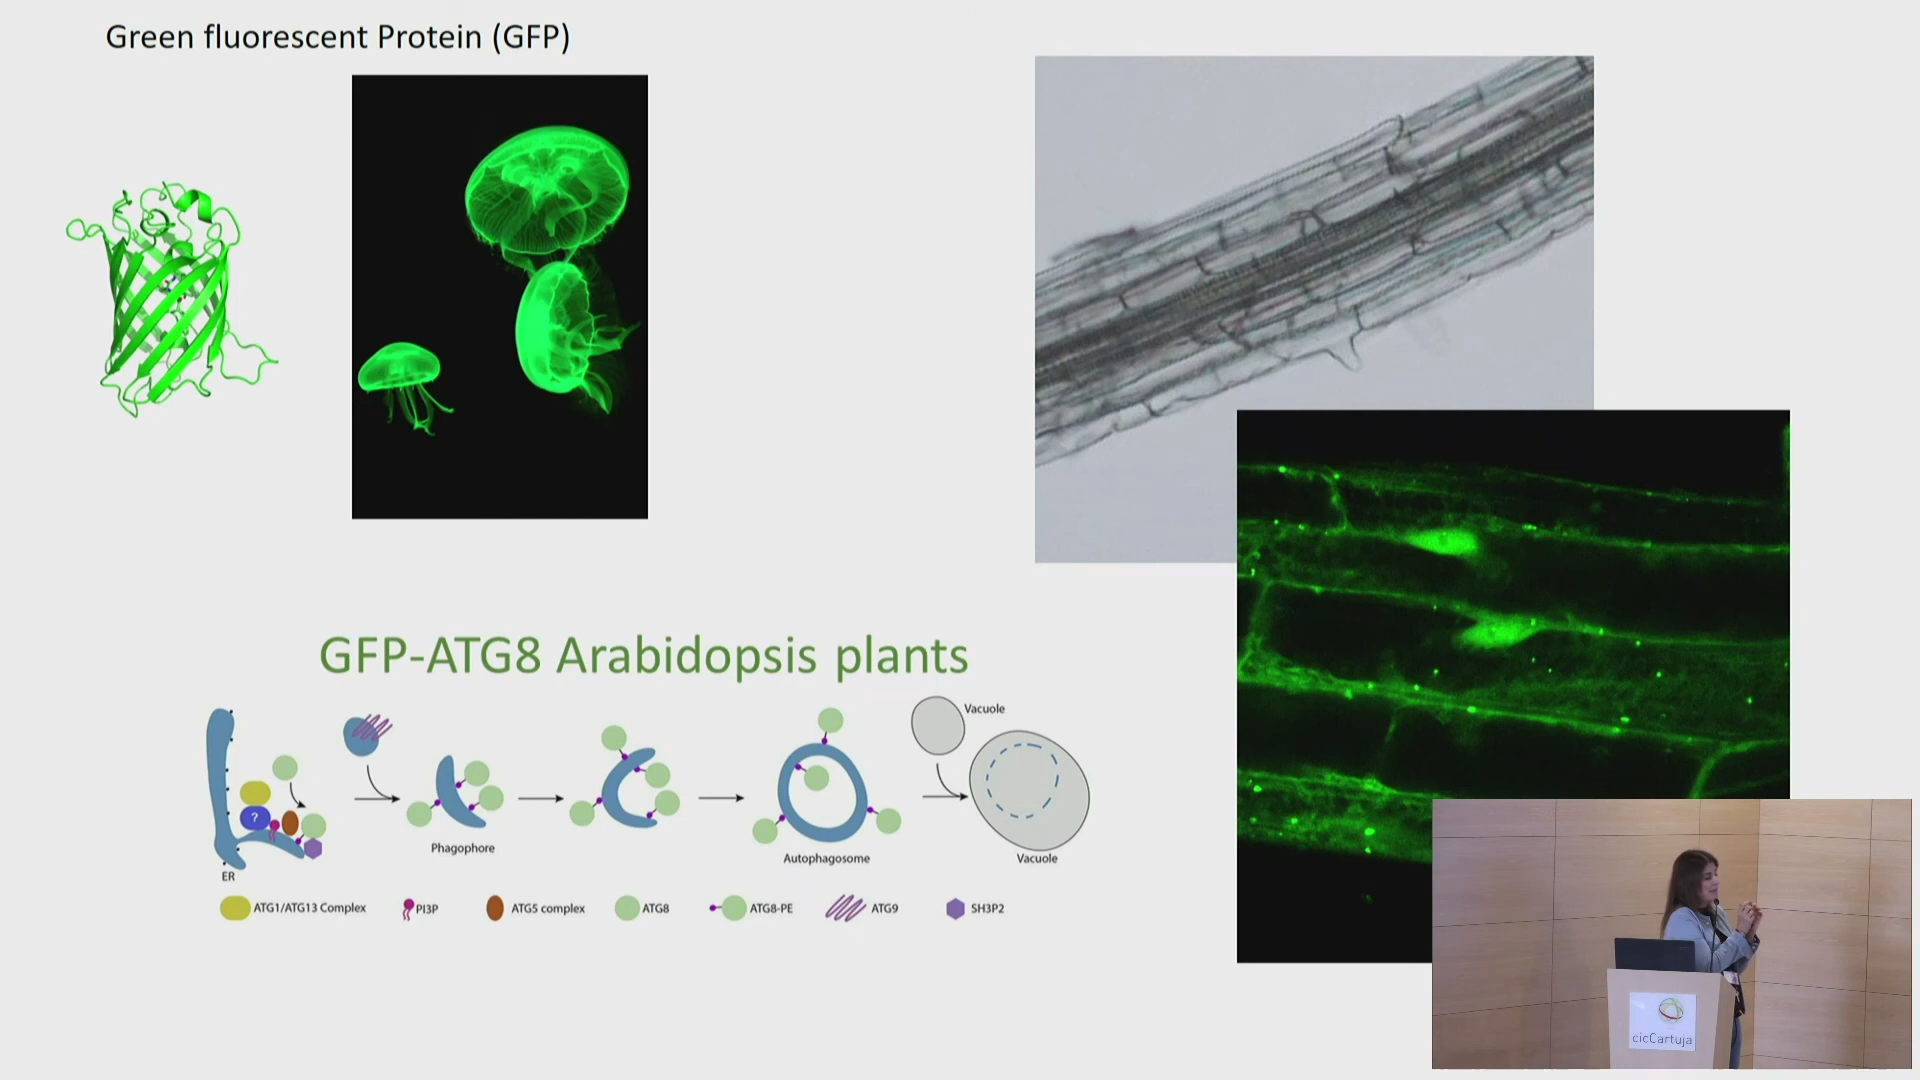 Green fluorescent Protein (GFP)
GFP-ATG8 Arabidopsis plants
Vacuole
?
Phagophore
Autophagosome
Vacuole
ER
ATG1/ATG13 Complex
PI3P
ATG5 complex
ATG8
ATG8-PE
ATG9
SH3P2
cicCartuja